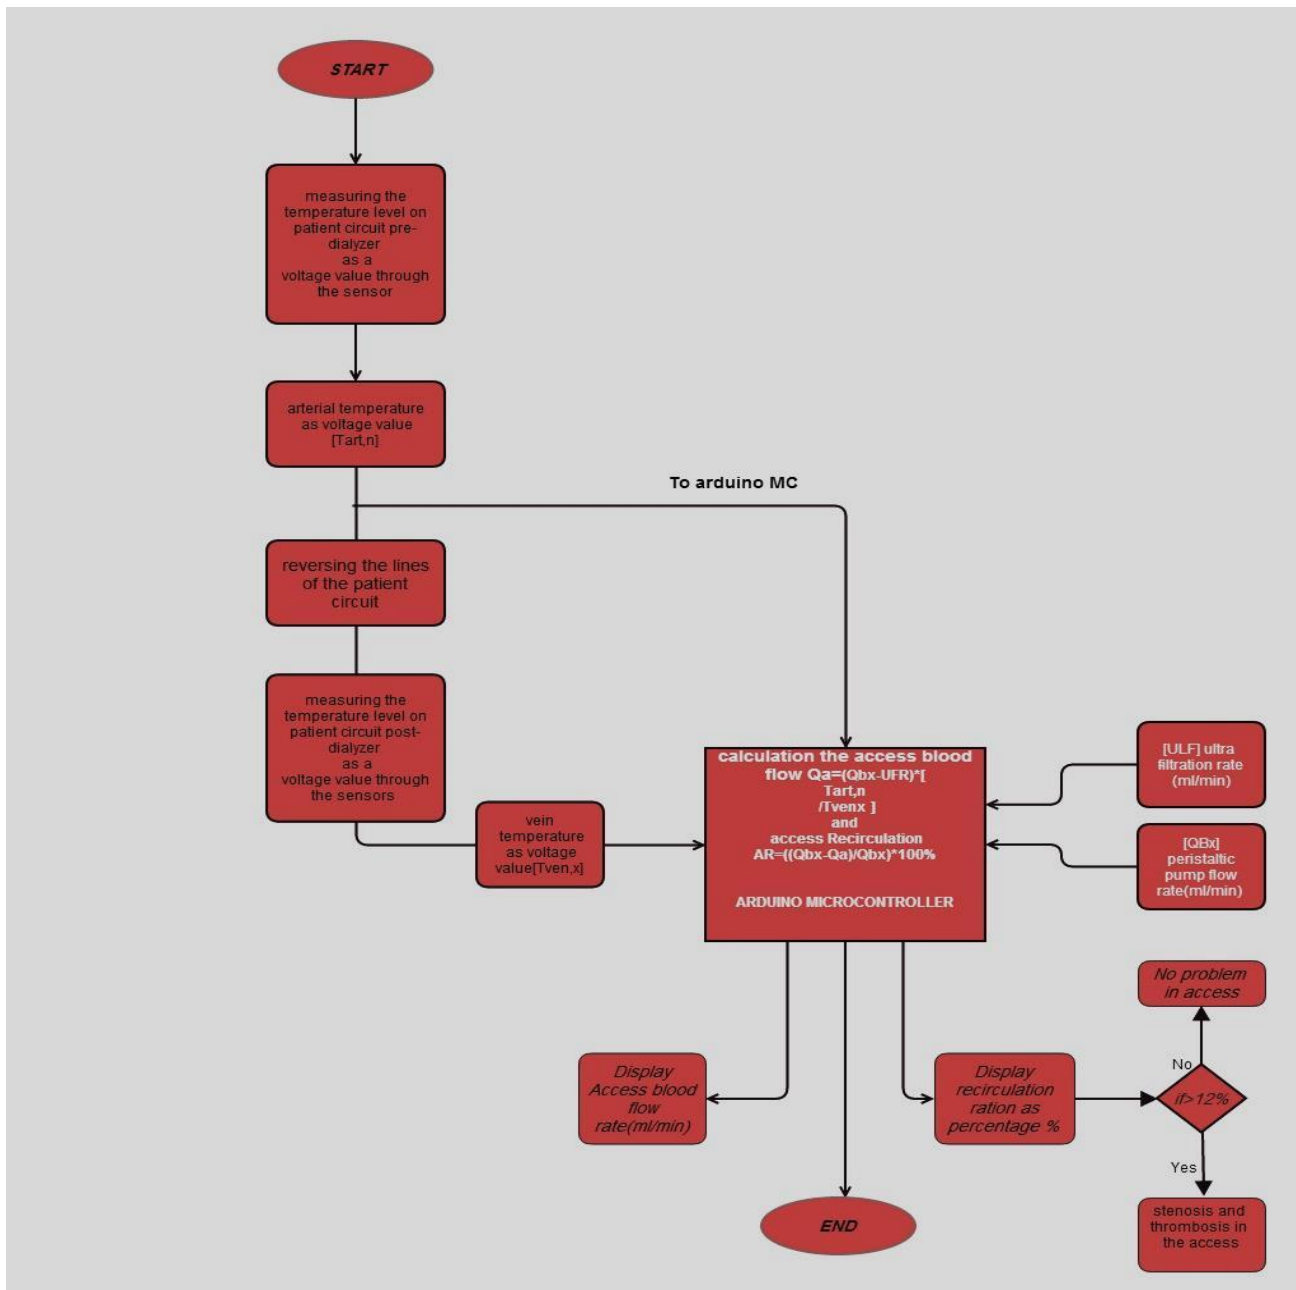 START
measuring the
temperature level on
patient circuit pre-
dialyzer
as a
voltage value through
the sensor
arterial temperature
as voltage value
[Tart,n]
To arduino MC
reversing the lines
of the patient
circuit
measuring the
temperature level on
patient circuit post-
dialyzer
as a
voltage value through
the sensors
vein
temperature
as voltage
value[Tven,x]
calculation the access blood
flow Qa=(Qbx-UFR)*[
Tart,n
/Tvenx ]
and
access Recirculation
AR=((Qbx-Qa)/Qbx)*100%
ARDUINO MICROCONTROLLER
[ULF] ultra
filtration rate
(ml/min)
[QBx]
peristaltic
pump flow
rate(ml/min)
Display
Access blood
flow
rate(ml/min)
Display
recirculation
ration as
percentage %
No problem
in access
No
if>12%
Yes
stenosis and
thrombosis in
the access
END